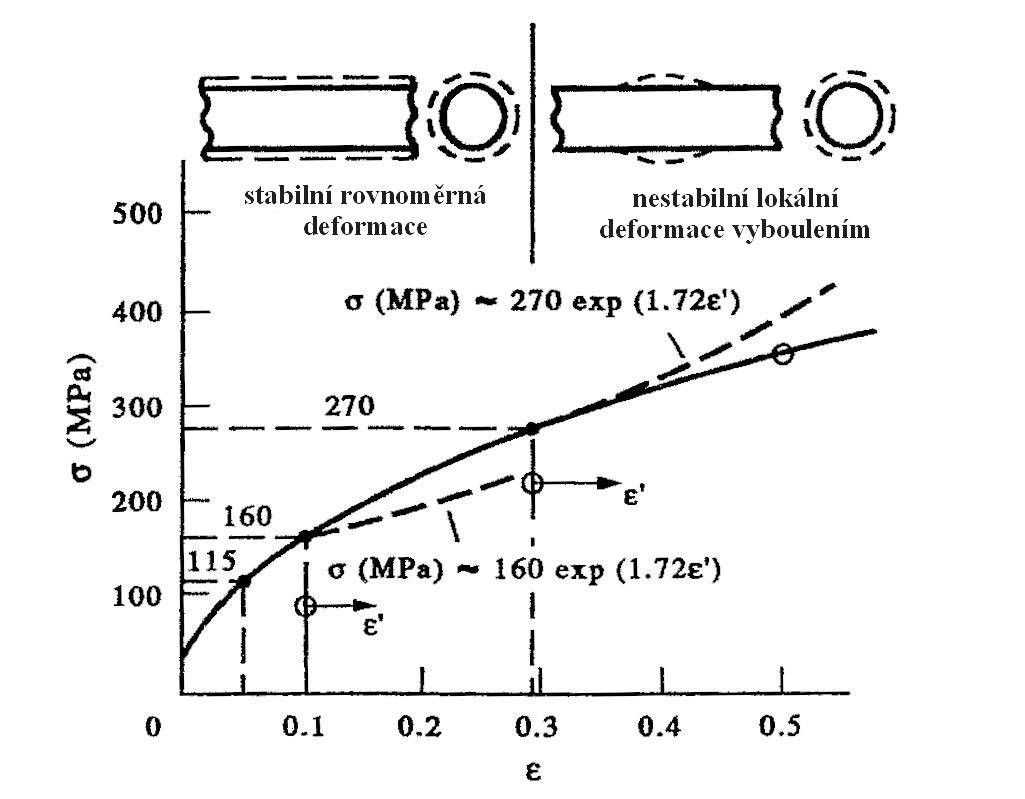 stabilní rovnoměrná
deformace
nestabilní lokální
deformace vyboulením
500
σ (MPa) ≈ 270 exp (1.72ε')
400
σ (MPa)
300
270
200
ε'
160
115
σ (MPa) ≈ 160 exp (1.72ε')
100
ε'
0
0.1
0.2
0.3
0.4
0.5
ε